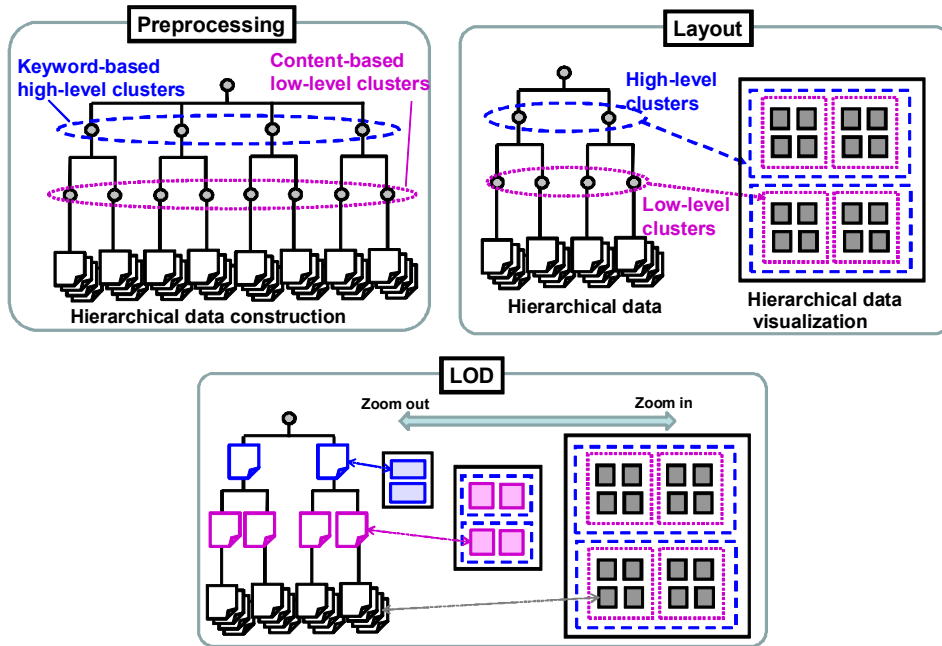 Preprocessing
Keyword-based
high-level clusters
Content-based
low-level clusters
Hierarchical data construction
Layout
High-level
clusters
Low-level
clusters
Hierarchical data
Hierarchical data
visualization
LOD
Zoom out
Zoom in